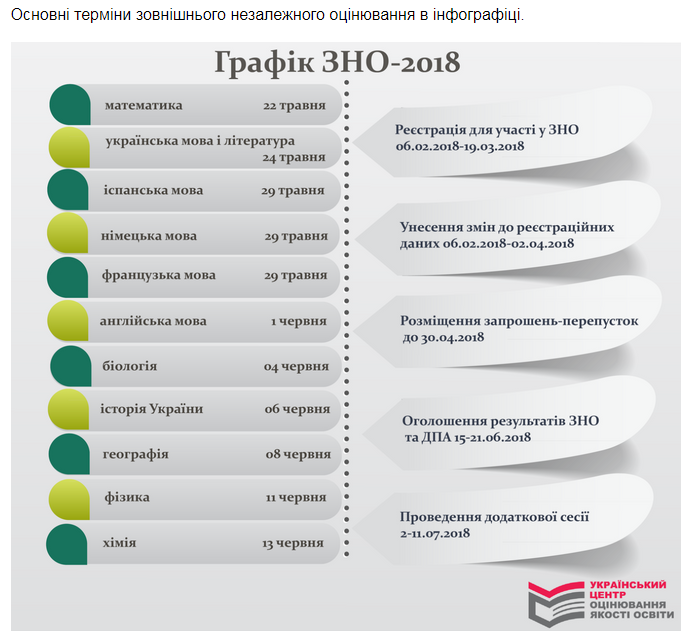 Основні терміни зовнішнього незалежного оцінювання в інфографіці.
Графік ЗНО-2018
математика 22 травня
українська мова і література
24 травня
іспанська мова 29 травня
німецька мова 29 травня
французька мова 29 травня
англійська мова 1 червня
біологія 04 червня
історія України 06 червня
географія 08 червня
фізика 11 червня
хімія 13 червня
Реєстрація для участі у ЗНО
06.02.2018-19.03.2018
Унесення змін до реєстраційних
даних 06.02.2018-02.04.2018
Розміщення запрошень-перепусток
до 30.04.2018
Оголошення результатів ЗНО
та ДПА 15-21.06.2018
Проведення додаткової сесії
2-11.07.2018
УКРАЇНСЬКИЙ
ЦЕНТР
ОЦІНЮВАННЯ
ЯКОСТІ ОСВІТИ